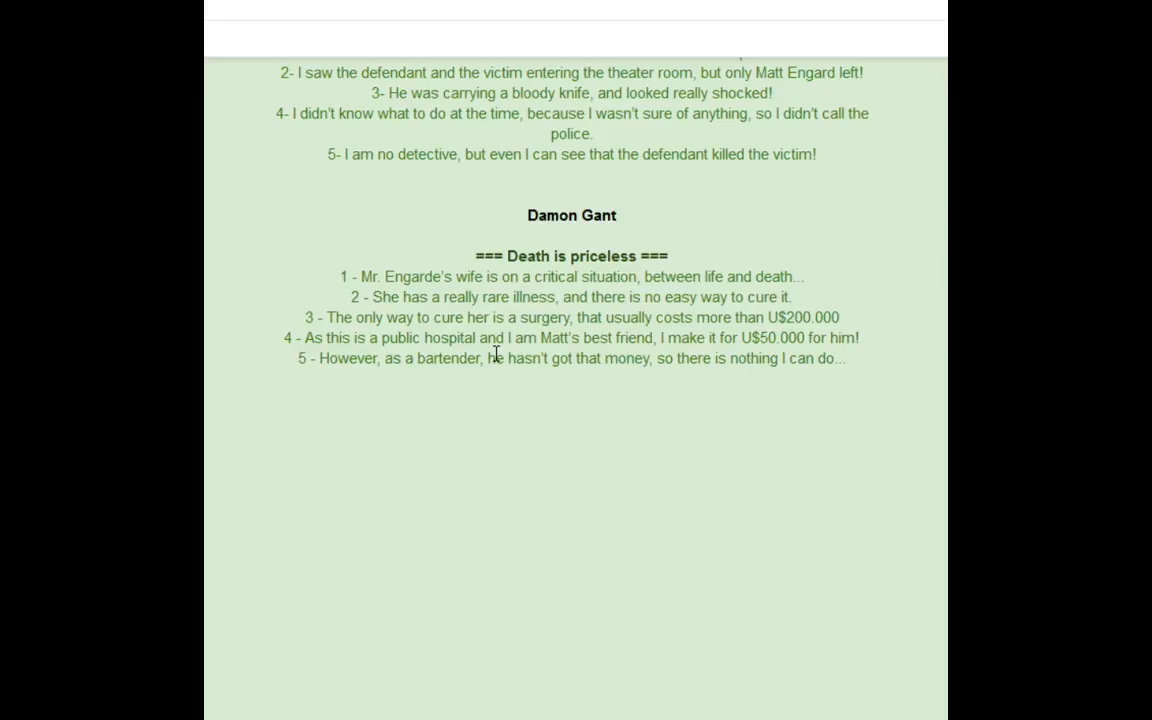 2- I saw the defendant and the victim entering the theater room, but only Matt Engard left!
3- He was carrying a bloody knife, and looked really shocked!
4- I didn't know what to do at the time, because I wasn't sure of anything, so I didn't call the
police.
5- I am no detective, but even I can see that the defendant killed the victim!
Damon Gant
=== Death is priceless ===
1 - Mr. Engarde's wife is on a critical situation, between life and death...
2 - She has a really rare illness, and there is no easy way to cure it.
3 - The only way to cure her is a surgery, that usually costs more than U$200.000
4 - As this is a public hospital and I am Matt's best friend, I make it for U$50.000 for him!
5 - However, as a bartender, he hasn't got that money, so there is nothing I can do...